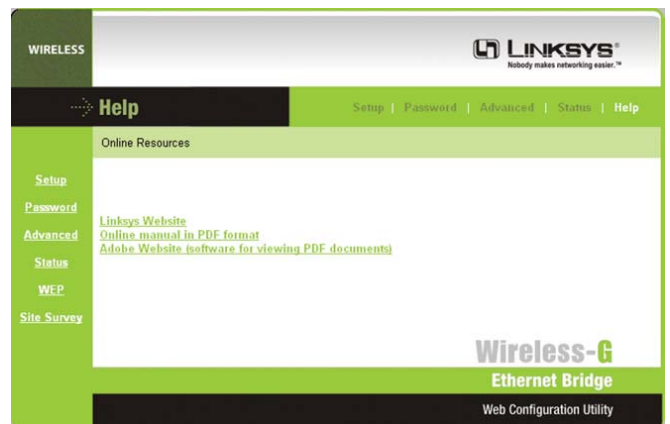 WIRELESS
LINKSYS®
Nobody makes networking easier.™
Help
Setup | Password | Advanced | Status | Help
Online Resources
Setup
Password
Advanced
Status
WEP
Site Survey
Linksys Website
Online manual in PDF format
Adobe Website (software for viewing PDF documents)
Wireless-G
Ethernet Bridge
Web Configuration Utility